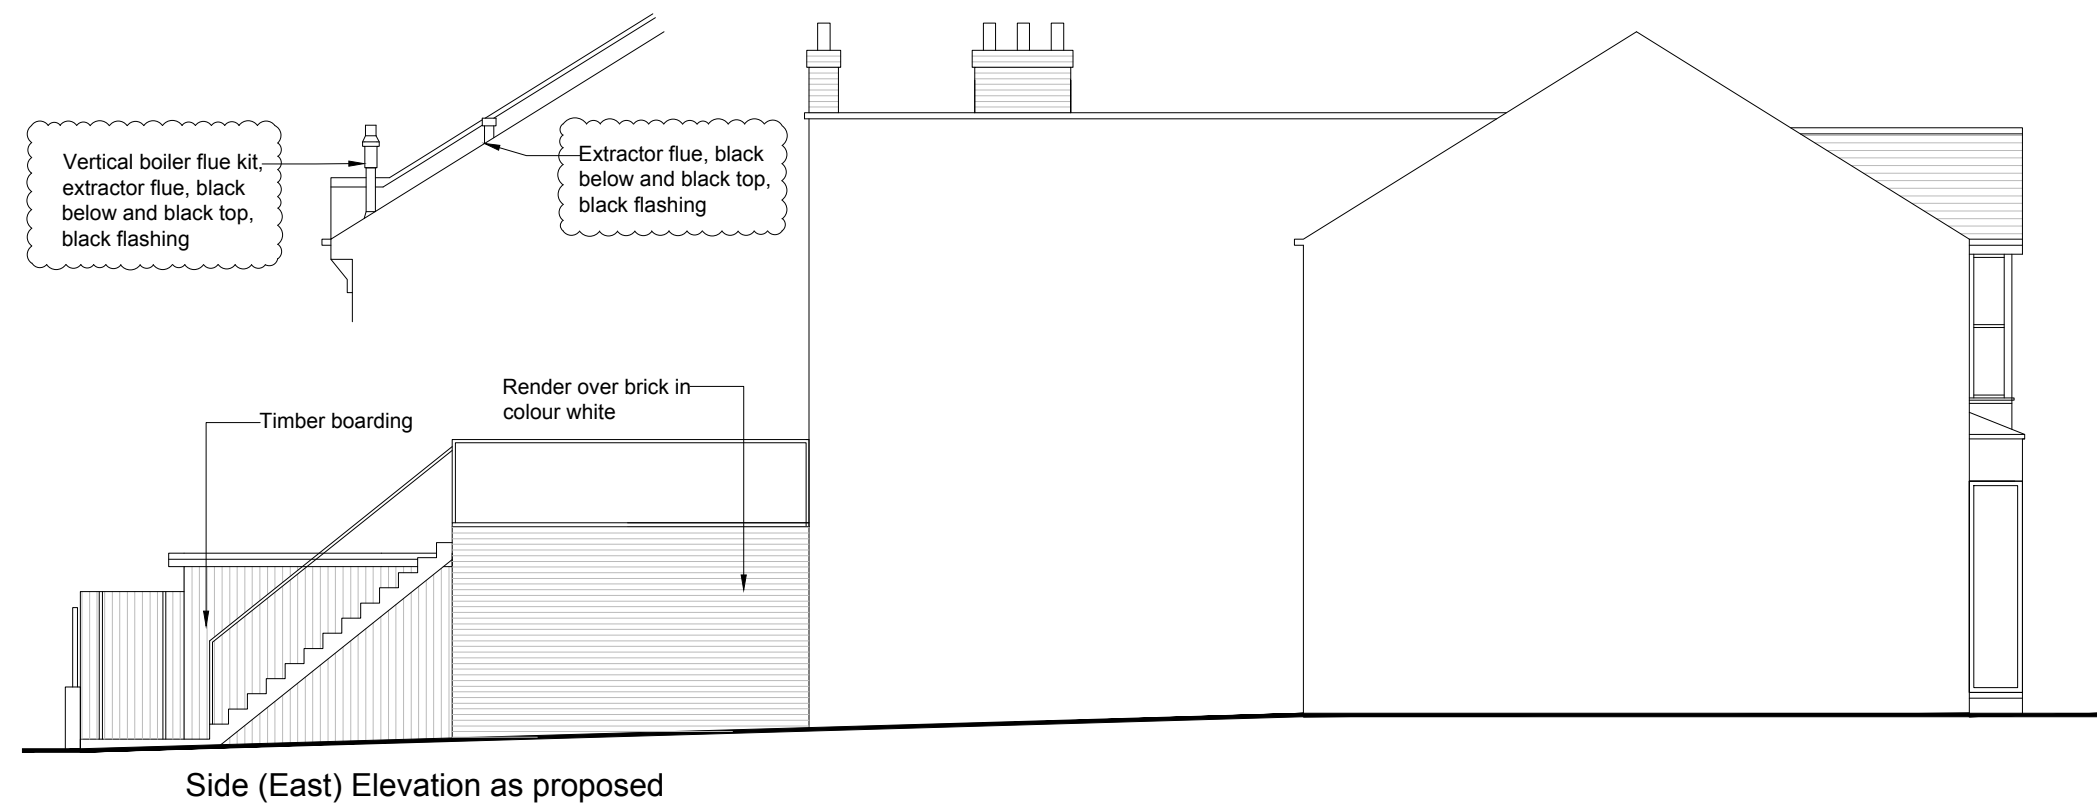 Vertical boiler flue kit,
extractor flue, black
below and black top,
black flashing
Extractor flue, black
below and black top,
black flashing
Render over brick in
colour white
Timber boarding
Side (East) Elevation as proposed